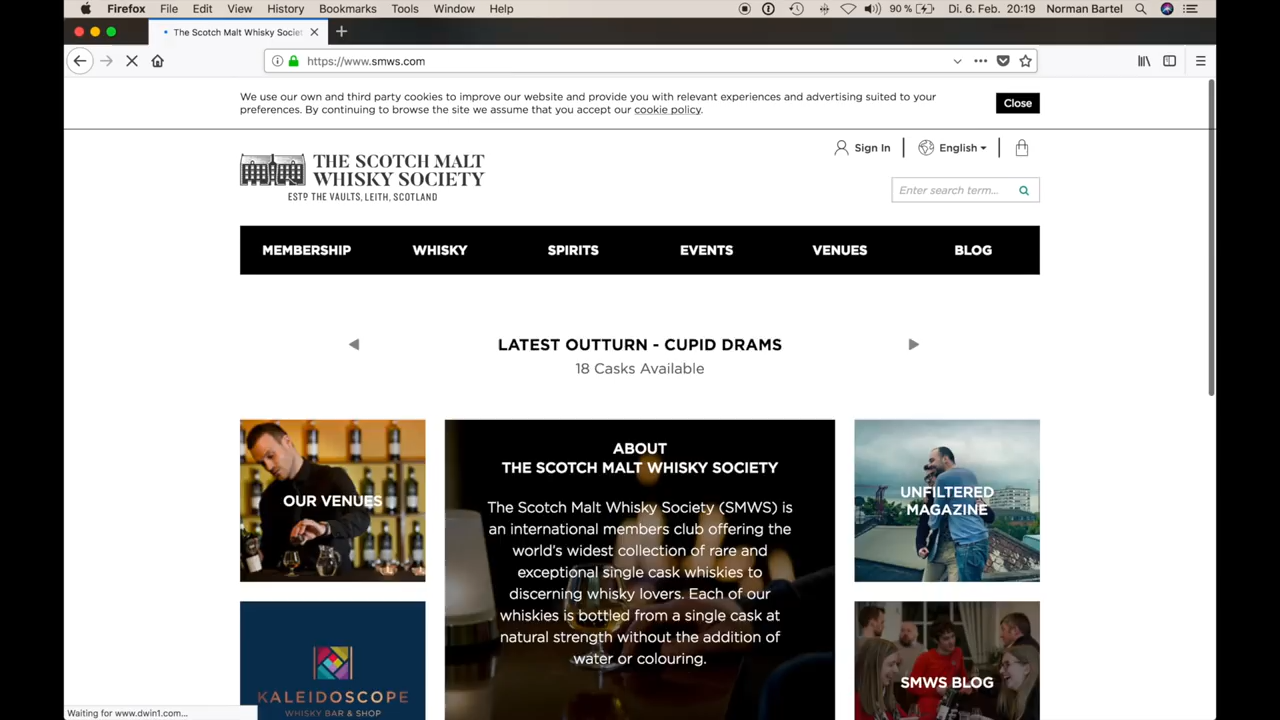 Firefox File Edit View History Bookmarks Tools Window Help 90 % Di. 6. Feb. 20:19 Norman Bartel
The Scotch Malt Whisky Societ
https://www.smws.com
We use our own and third party cookies to improve our website and provide you with relevant experiences and advertising suited to your
preferences. By continuing to browse the site we assume that you accept our cookie policy.
Close
Sign In English
THE SCOTCH MALT
WHISKY SOCIETY
ESTD THE VAULTS, LEITH, SCOTLAND
Enter search term...
MEMBERSHIP WHISKY SPIRITS EVENTS VENUES BLOG
LATEST OUTTURN - CUPID DRAMS
18 Casks Available
OUR VENUES
KALEIDOSCOPE
WHISKY BAR & SHOP
ABOUT
THE SCOTCH MALT WHISKY SOCIETY
The Scotch Malt Whisky Society (SMWS) is
an international members club offering the
world's widest collection of rare and
exceptional single cask whiskies to
discerning whisky lovers. Each of our
whiskies is bottled from a single cask at
natural strength without the addition of
water or colouring.
UNFILTERED
MAGAZINE
SMWS BLOG
Waiting for www.dwin1.com...